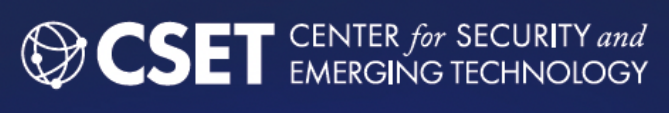 CSET CENTER for SECURITY and
EMERGING TECHNOLOGY